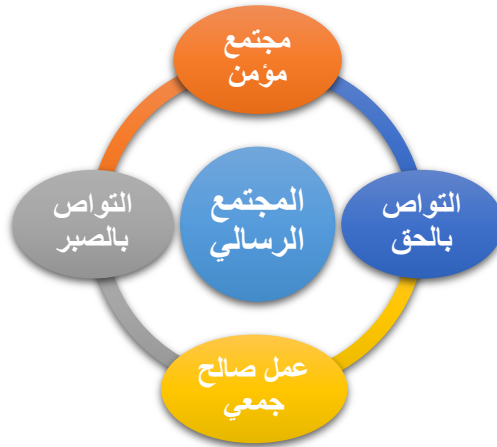 مجتمع
مؤمن
التواص
بالحق
المجتمع
الرسالي
التواص
بالصبر
عمل صالح
جمعي